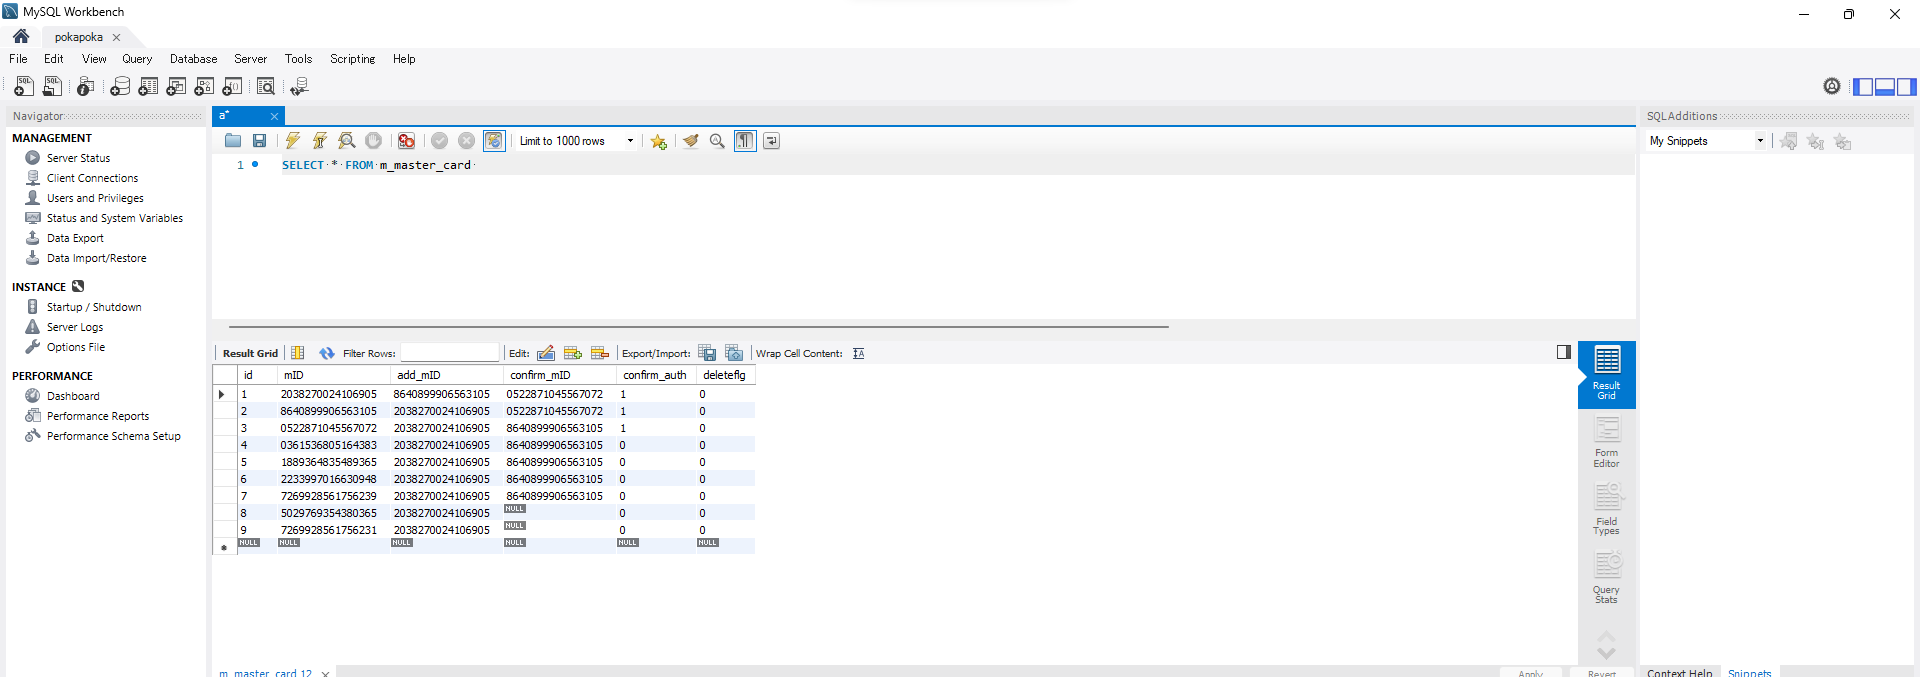 MySQL Workbench
pokapoka
File Edit View Query Database Server Tools Scripting Help
Navigator
MANAGEMENT
Server Status
Client Connections
Users and Privileges
Status and System Variables
Data Export
Data Import/Restore
INSTANCE
Startup / Shutdown
Server Logs
Options File
PERFORMANCE
Dashboard
Performance Reports
Performance Schema Setup
a*
Limit to 1000 rows
1 SELECT * FROM m_master_card
Result Grid Filter Rows: Edit: Export/Import: Wrap Cell Content:
id mID add_mID confirm_mID confirm_auth deleteflg
1 2038270024106905 8640899906563105 0522871045567072 1 0
2 8640899906563105 2038270024106905 0522871045567072 1 0
3 0522871045567072 2038270024106905 8640899906563105 1 0
4 0361536805164383 2038270024106905 8640899906563105 0 0
5 1889364835489365 2038270024106905 8640899906563105 0 0
6 2233997016630948 2038270024106905 8640899906563105 0 0
7 7269928561756239 2038270024106905 8640899906563105 0 0
8 5029769354380365 2038270024106905 NULL 0 0
9 7269928561756231 2038270024106905 NULL 0 0
NULL NULL NULL NULL NULL NULL
Result
Grid
Form
Editor
Field
Types
Query
Stats
m_master_card 12
Apply Revert
SQLAdditions
My Snippets
Context Help Snippets